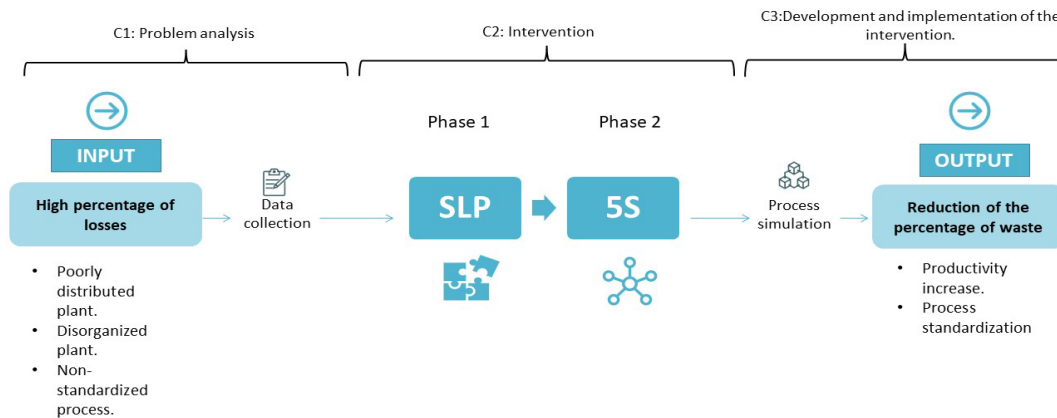 C1: Problem analysis
C2: Intervention
C3:Development and implementation of the
intervention.
INPUT
High percentage of
losses
• Poorly
distributed
plant.
• Disorganized
plant.
• Non-
standardized
process.
Data
collection
Phase 1
SLP
Phase 2
5S
Process
simulation
OUTPUT
Reduction of the
percentage of waste
• Productivity
increase.
• Process
standardization